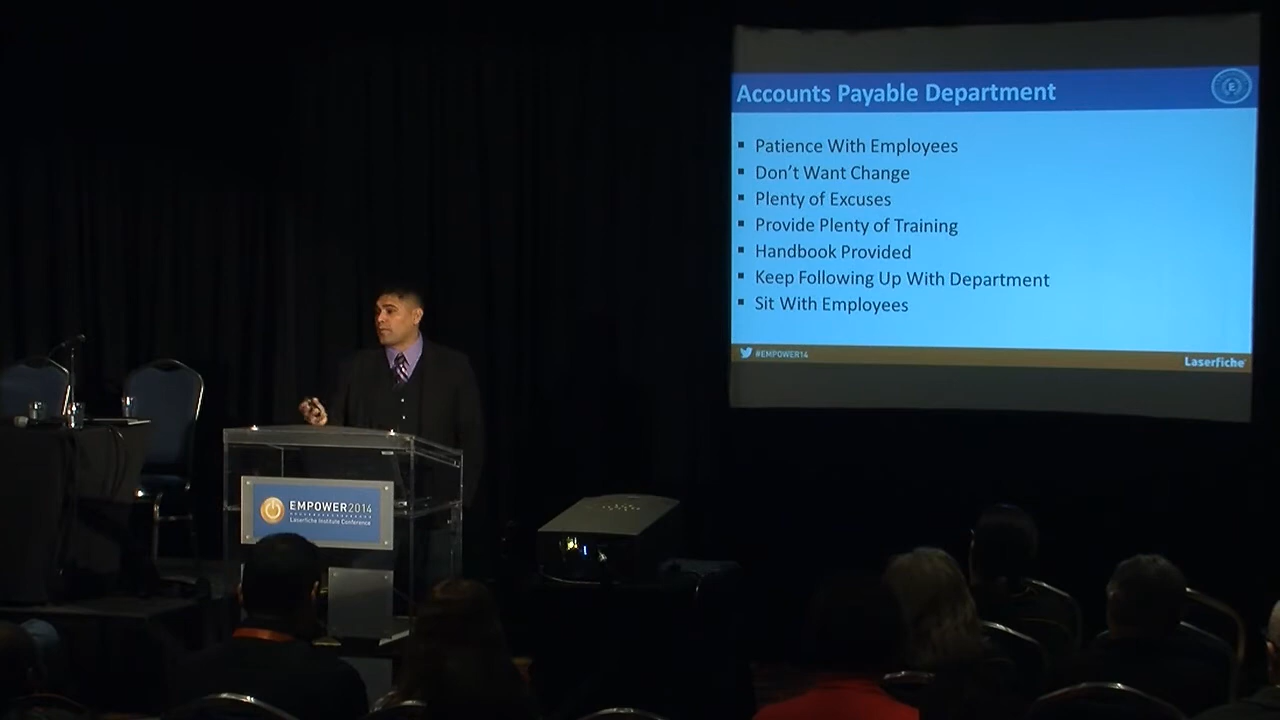 Accounts Payable Department
E
▪ Patience With Employees
▪ Don't Want Change
▪ Plenty of Excuses
▪ Provide Plenty of Training
▪ Handbook Provided
▪ Keep Following Up With Department
▪ Sit With Employees
#EMPOWER14
Laserfiche
EMPOWER2014
Laserfiche Institute Conference